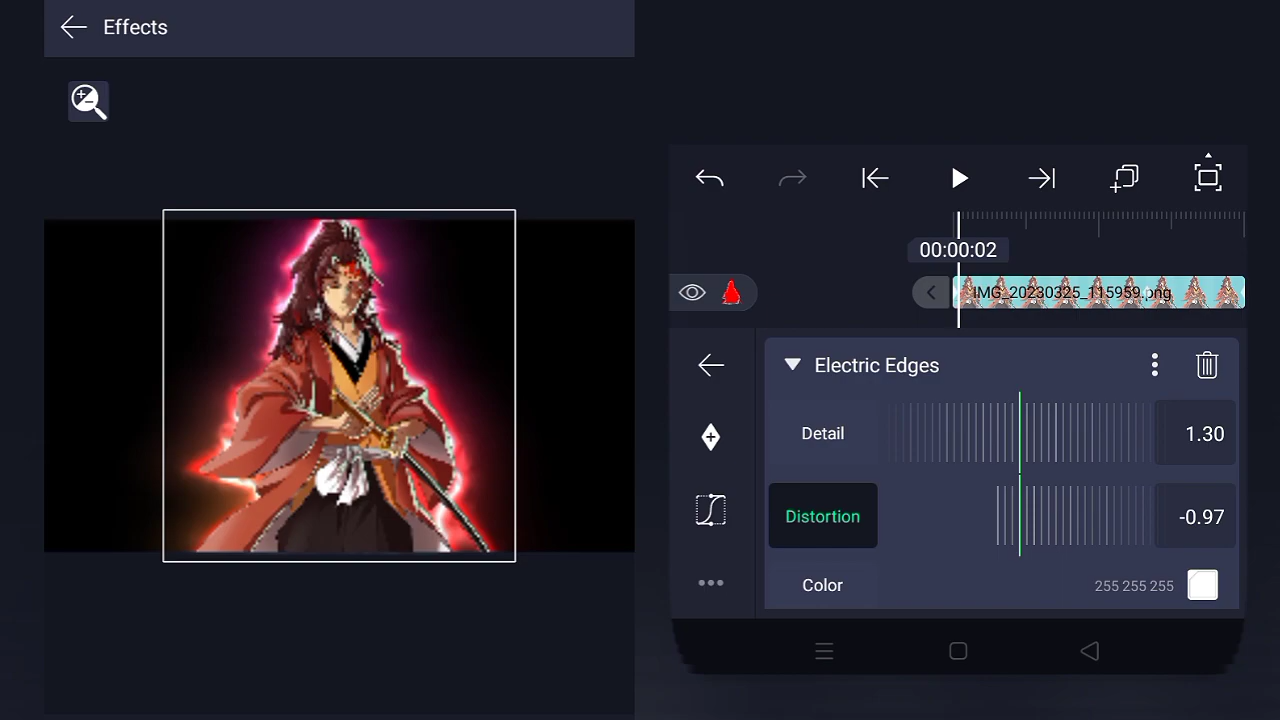 Effects
00:00:02
IMG_20230325_115959.png
Electric Edges
Detail
1.30
Distortion
-0.97
Color
255 255 255